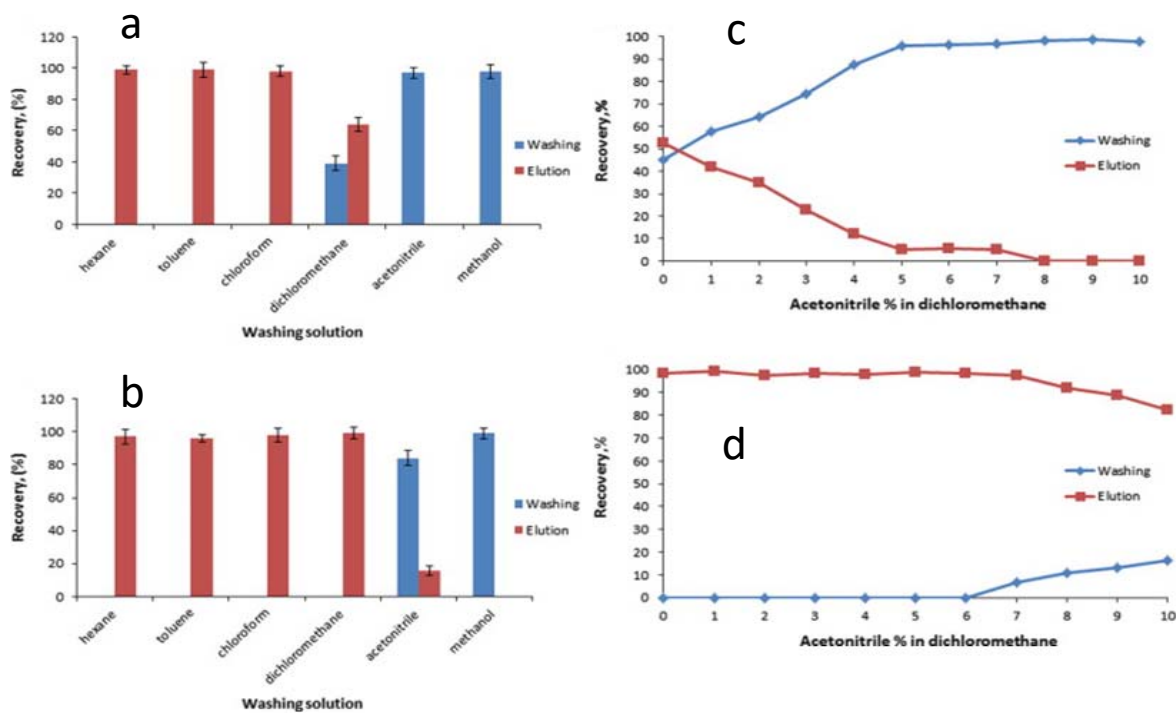 a
120
100
80
60
40
20
0
Recovery, (%)
Washing
Elution
hexane
toluene
chloroform
dichloromethane
acetonitrile
methanol
Washing solution
c
100
90
80
70
60
50
40
30
20
10
0
Recovery,%
Washing
Elution
0 1 2 3 4 5 6 7 8 9 10
Acetonitrile % in dichloromethane
b
120
100
80
60
40
20
0
Recovery, (%)
Washing
Elution
hexane
toluene
chloroform
dichloromethane
acetonitrile
methanol
Washing solution
d
100
90
80
70
60
50
40
30
20
10
0
Recovery,%
Washing
Elution
0 1 2 3 4 5 6 7 8 9 10
Acetonitrile % in dichloromethane